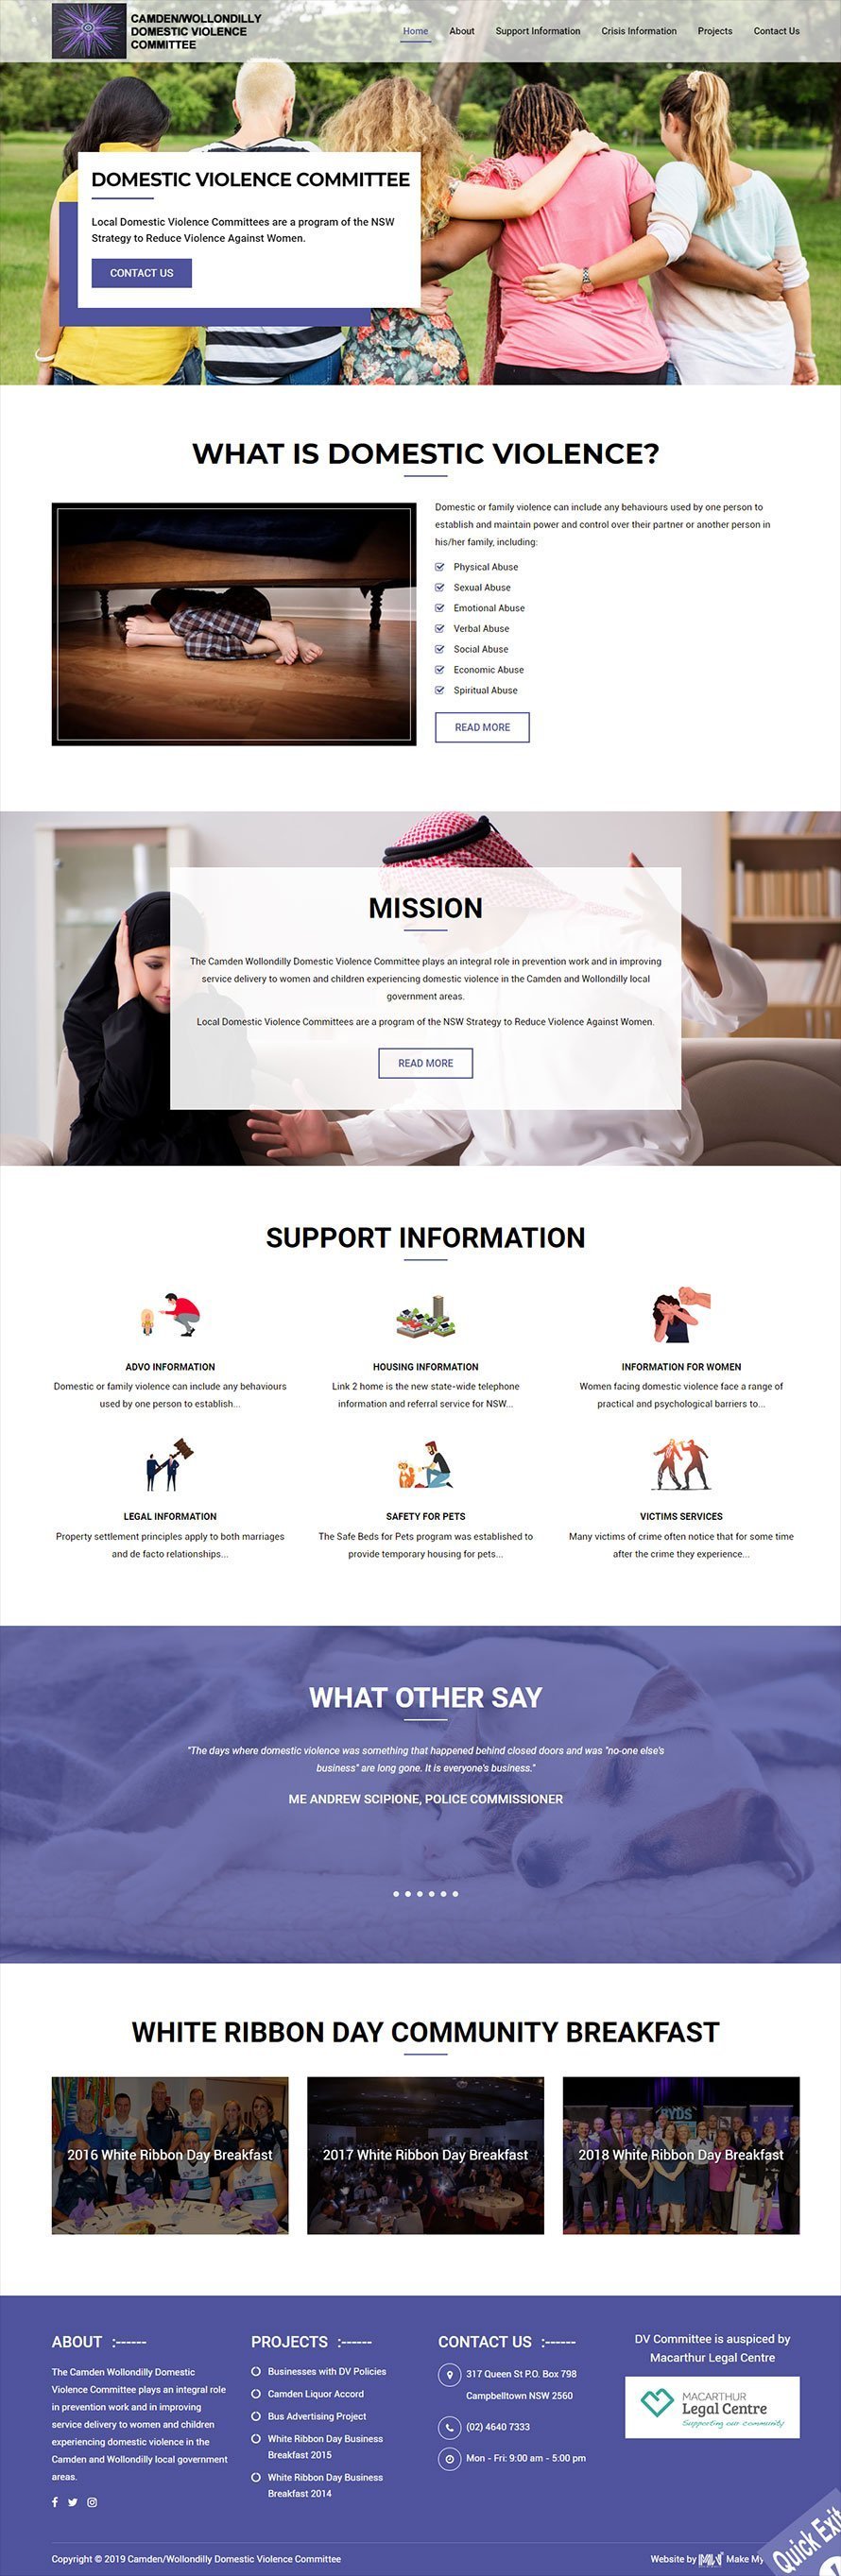 CAMDEN/WOLLONDILLY
DOMESTIC VIOLENCE
COMMITTEE
Home About Support Information Crisis Information Projects Contact Us
DOMESTIC VIOLENCE COMMITTEE
Local Domestic Violence Committees are a program of the NSW
Strategy to Reduce Violence Against Women.
CONTACT US
WHAT IS DOMESTIC VIOLENCE?
Domestic or family violence can include any behaviours used by one person to
establish and maintain power and control over their partner or another person in
his/her family, including:
Physical Abuse
Sexual Abuse
Emotional Abuse
Verbal Abuse
Social Abuse
Economic Abuse
Spiritual Abuse
READ MORE
MISSION
The Camden Wollondilly Domestic Violence Committee plays an integral role in prevention work and in improving
service delivery to women and children experiencing domestic violence in the Camden and Wollondilly local
government areas.
Local Domestic Violence Committees are a program of the NSW Strategy to Reduce Violence Against Women.
READ MORE
SUPPORT INFORMATION
ADVO INFORMATION
Domestic or family violence can include any behaviours
used by one person to establish...
HOUSING INFORMATION
Link 2 home is the new state-wide telephone
information and referral service for NSW...
INFORMATION FOR WOMEN
Women facing domestic violence face a range of
practical and psychological barriers to...
LEGAL INFORMATION
Property settlement principles apply to both marriages
and de facto relationships...
SAFETY FOR PETS
The Safe Beds for Pets program was established to
provide temporary housing for pets...
VICTIMS SERVICES
Many victims of crime often notice that for some time
after the crime they experience...
WHAT OTHER SAY
"The days where domestic violence was something that happened behind closed doors and was "no-one else's
business" are long gone. It is everyone's business."
ME ANDREW SCIPIONE, POLICE COMMISSIONER
WHITE RIBBON DAY COMMUNITY BREAKFAST
2016 White Ribbon Day Breakfast
2017 White Ribbon Day Breakfast
2018 White Ribbon Day Breakfast
ABOUT :------
The Camden Wollondilly Domestic
Violence Committee plays an integral role
in prevention work and in improving
service delivery to women and children
experiencing domestic violence in the
Camden and Wollondilly local government
areas.
PROJECTS :------
Businesses with DV Policies
Camden Liquor Accord
Bus Advertising Project
White Ribbon Day Business
Breakfast 2015
White Ribbon Day Business
Breakfast 2014
CONTACT US :------
317 Queen St P.O. Box 798
Campbelltown NSW 2560
(02) 4640 7333
Mon - Fri: 9:00 am - 5:00 pm
DV Committee is auspiced by
Macarthur Legal Centre
MACARTHUR
Legal Centre
Supporting our community
Copyright © 2019 Camden/Wollondilly Domestic Violence Committee
Website by Make My
Quick Exit